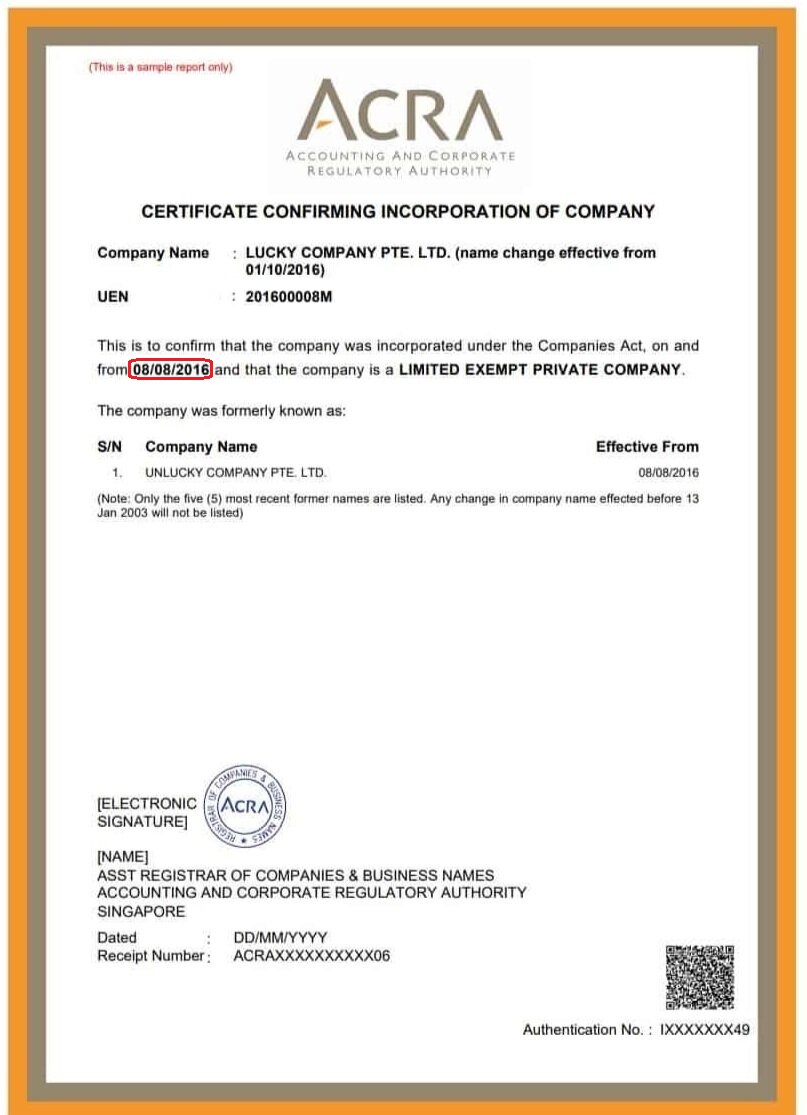 (This is a sample report only)
ACRA
ACCOUNTING AND CORPORATE
REGULATORY AUTHORITY
CERTIFICATE CONFIRMING INCORPORATION OF COMPANY
Company Name : LUCKY COMPANY PTE. LTD. (name change effective from
01/10/2016)
UEN : 201600008M
This is to confirm that the company was incorporated under the Companies Act, on and
from 08/08/2016 and that the company is a LIMITED EXEMPT PRIVATE COMPANY.
The company was formerly known as:
S/N Company Name Effective From
1. UNLUCKY COMPANY PTE. LTD. 08/08/2016
(Note: Only the five (5) most recent former names are listed. Any change in company name effected before 13
Jan 2003 will not be listed)
[ELECTRONIC
SIGNATURE]
REGISTRAR OF COMPANIES & BUSINESS NAMES
ACRA
[NAME]
ASST REGISTRAR OF COMPANIES & BUSINESS NAMES
ACCOUNTING AND CORPORATE REGULATORY AUTHORITY
SINGAPORE
Dated : DD/MM/YYYY
Receipt Number : ACRAXXXXXXXXXX06
Authentication No. : IXXXXXXX49